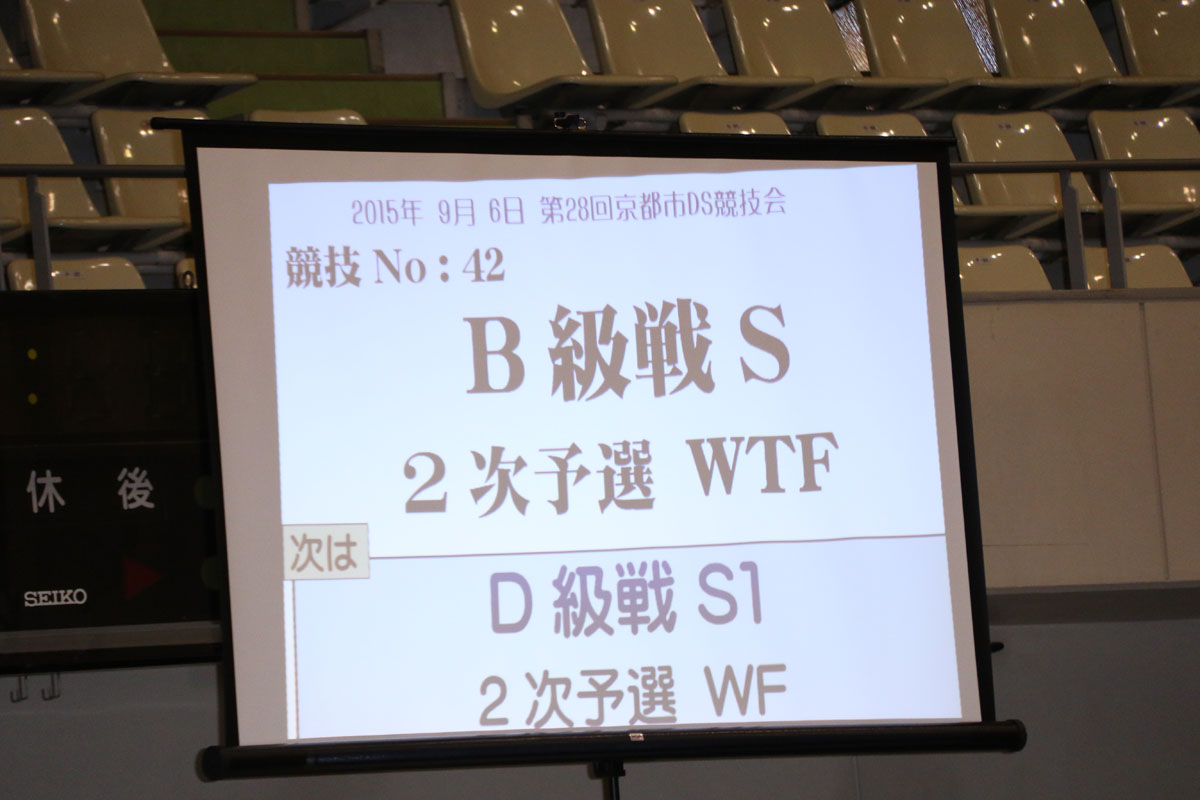 2015年 9月 6日 第28回京都市DS競技会
競技 No：42
B 級戦 S
2 次予選 WTF
次は
D 級戦 S1
2 次予選 WF
休 後
SEIKO